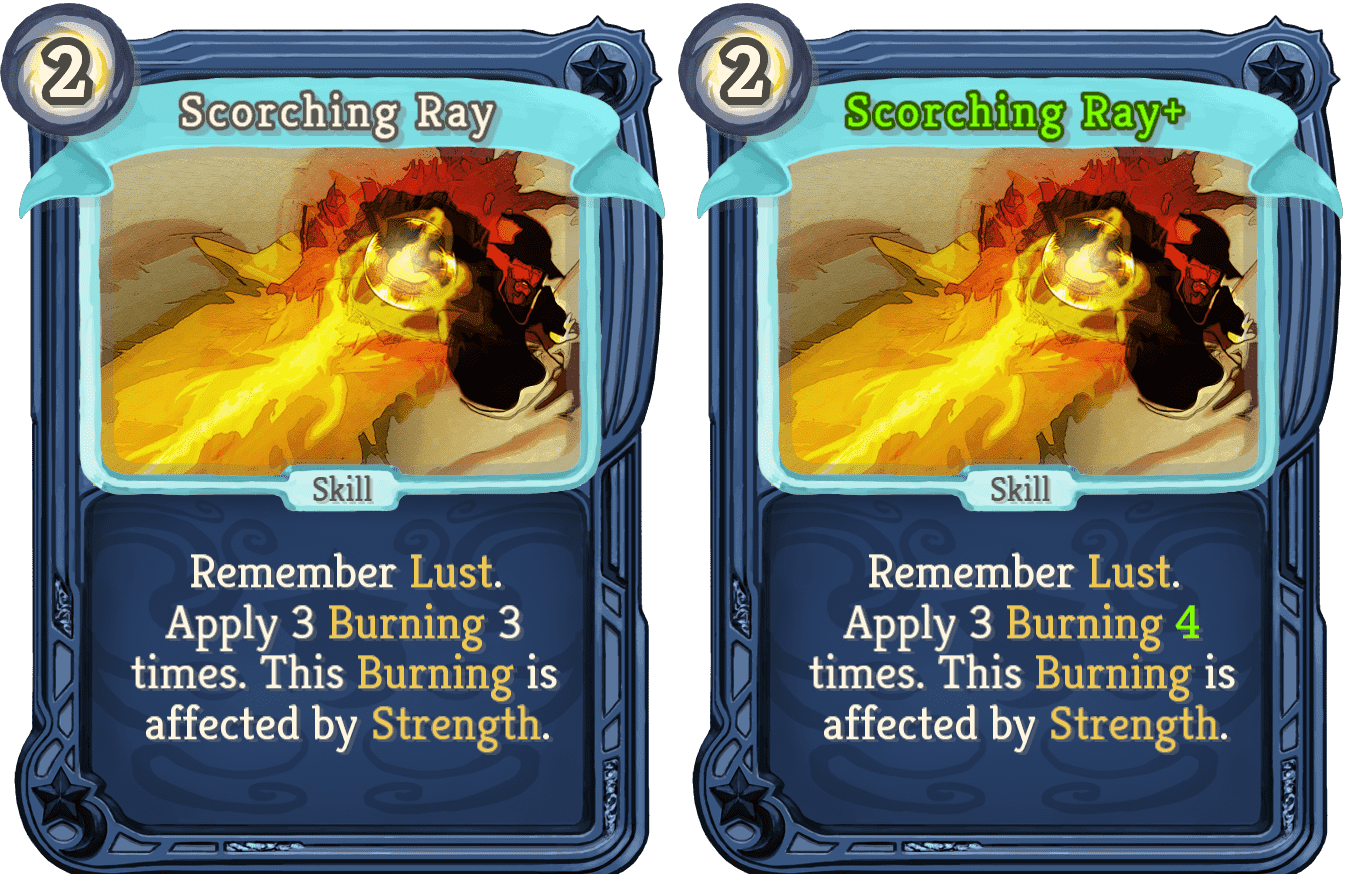 2
Scorching Ray
Skill
Remember Lust.
Apply 3 Burning 3
times. This Burning is
affected by Strength.
2
Scorching Ray+
Skill
Remember Lust.
Apply 3 Burning 4
times. This Burning is
affected by Strength.